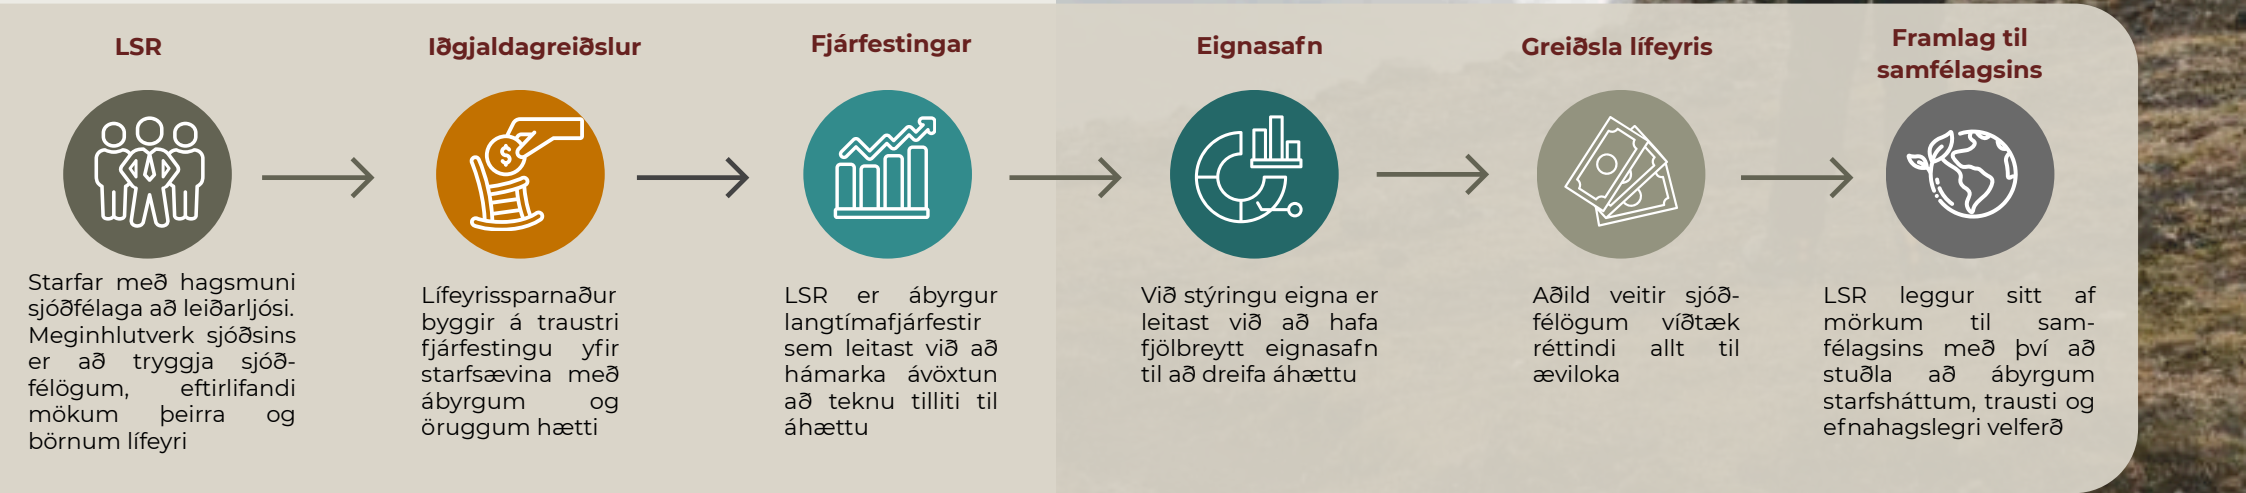 LSR
Starfar með hagsmuni
sjóðfélaga að leiðarljósi.
Meginhlutverk sjóðsins
er að tryggja sjóð-
félögum, eftirlifandi
mökum þeirra og
börnum lífeyri
Iðgjaldagreiðslur
$
Lífeyrissparnaður
byggir á traustri
fjárfestingu yfir
starfsævina með
ábyrgum og
öruggum hætti
Fjárfestingar
LSR er ábyrgur
langtímafjárfestir
sem leitast við að
hámarka ávöxtun
að teknu tilliti til
áhættu
Eignasafn
Við stýringu eigna er
leitast við að hafa
fjölbreytt eignasafn
til að dreifa áhættu
Greiðsla lífeyris
Aðild veitir sjóð-
félögum víðtæk
réttindi allt til
æviloka
Framlag til
samfélagsins
LSR leggur sitt af
mörkum til sam-
félagsins með því að
stuðla að ábyrgum
starfsháttum, trausti og
efnahagslegri velferð